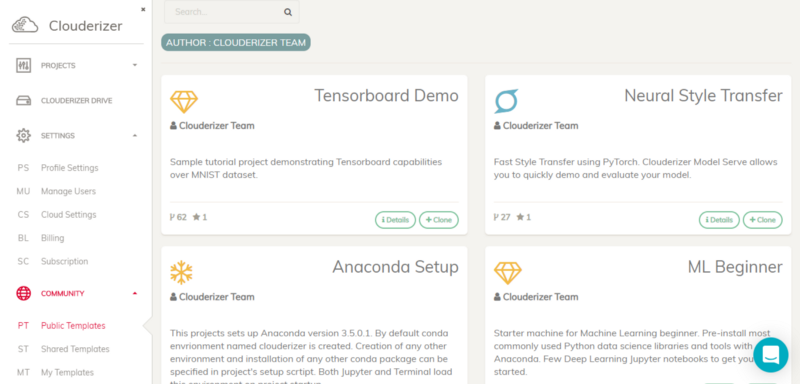 Clouderizer
PROJECTS
CLOUDERIZER DRIVE
SETTINGS
PS Profile Settings
MU Manage Users
CS Cloud Settings
BL Billing
SC Subscription
COMMUNITY
PT Public Templates
ST Shared Templates
MT My Templates
Search...
AUTHOR : CLOUDERIZER TEAM
Tensorboard Demo
Clouderizer Team
Sample tutorial project demonstrating Tensorboard capabilities
over MNIST dataset.
62 1
Details Clone
Neural Style Transfer
Clouderizer Team
Fast Style Transfer using PyTorch. Clouderizer Model Serve allows
you to quickly demo and evaluate your model.
27 1
Details Clone
Anaconda Setup
Clouderizer Team
This projects sets up Anaconda version 3.5.0.1. By default conda
envrionment named clouderizer is created. Creation of any other
environment and installation of any other conda package can be
specified in project's setup scrtipt. Both Jupyter and Terminal load
this environment on project startup
ML Beginner
Clouderizer Team
Starter machine for Machine Learning beginner. Pre-install most
commonly used Python data science libraries and tools with
Anaconda. Few Deep Learning Jupyter notebooks to get you
started.